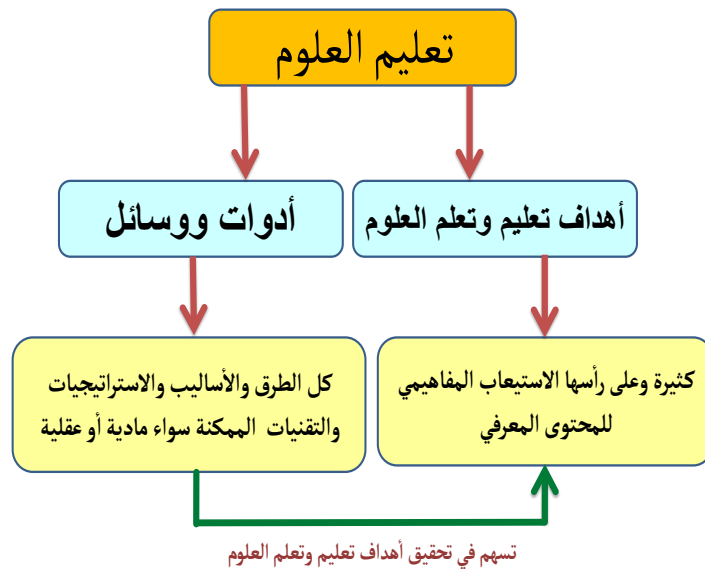 تعليم العلوم
أهداف تعليم وتعلم العلوم
أدوات ووسائل
كثيرة وعلى رأسها الاستيعاب المفاهيمي
للمحتوى المعرفي
كل الطرق والأساليب والاستراتيجيات
والتقنيات الممكنة سواء مادية أو عقلية
تسهم في تحقيق أهداف تعليم وتعلم العلوم